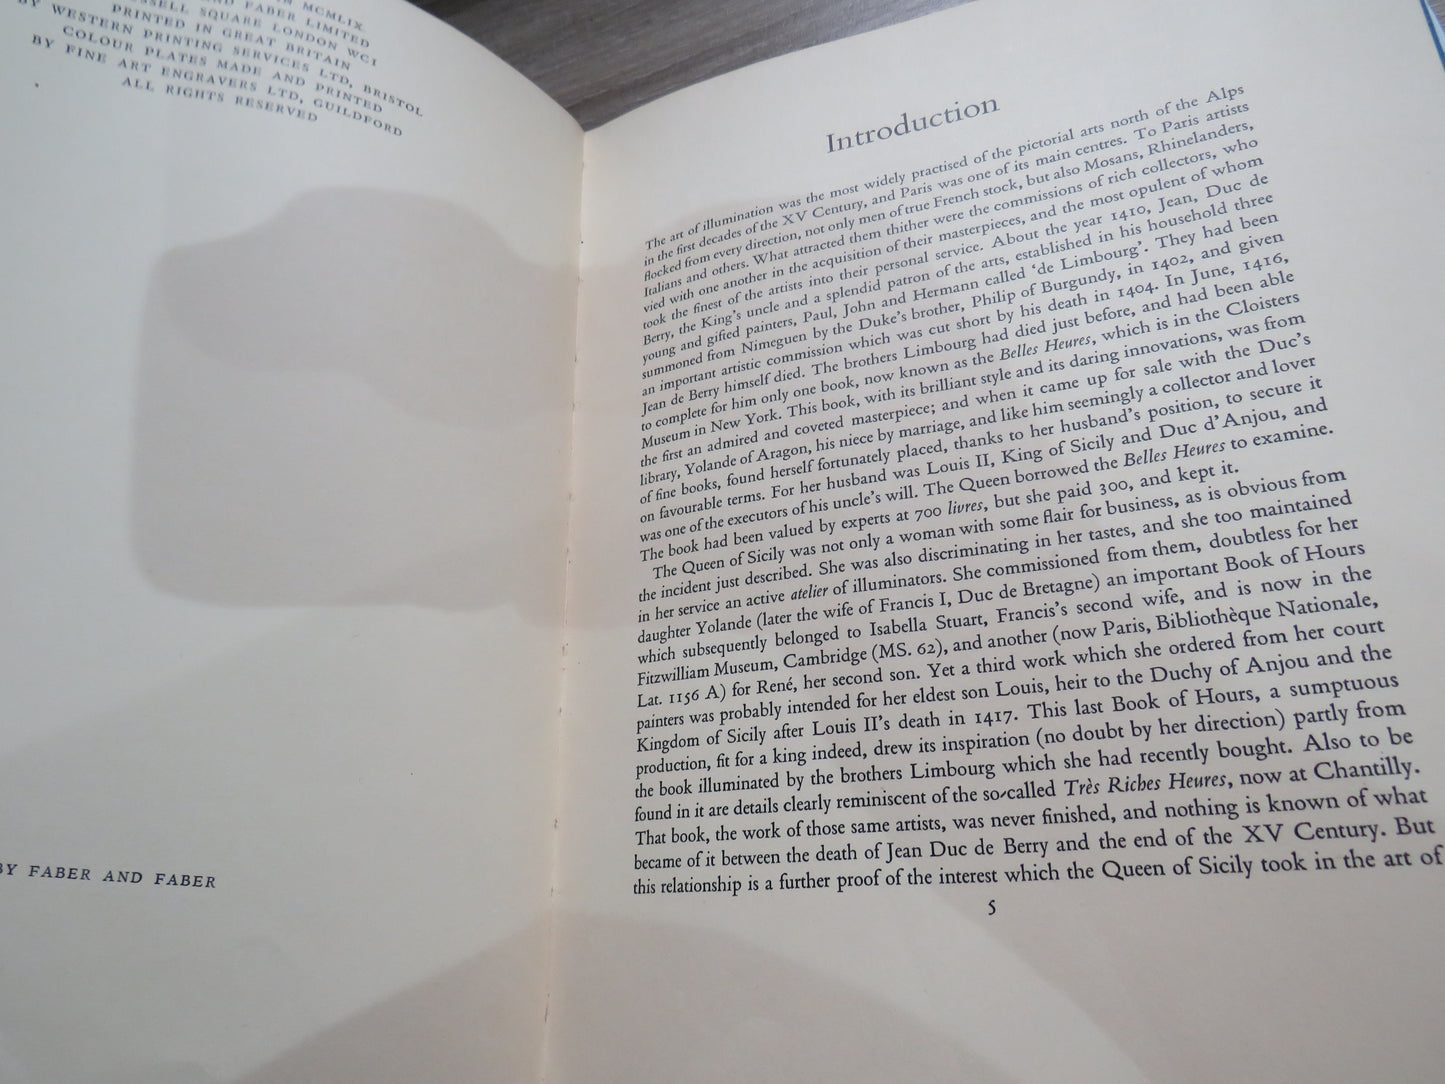 IN MCMLIX
AND FABER LIMITED
RUSSELL SQUARE LONDON WC1
PRINTED IN GREAT BRITAIN
BY WESTERN PRINTING SERVICES LTD, BRISTOL
COLOUR PLATES MADE AND PRINTED
BY FINE ART ENGRAVERS LTD, GUILDFORD
ALL RIGHTS RESERVED
BY FABER AND FABER
Introduction
The art of illumination was the most widely practised of the pictorial arts north of the Alps
in the first decades of the XV Century, and Paris was one of its main centres. To Paris artists
flocked from every direction, not only men of true French stock, but also Mosans, Rhinelanders,
Italians and others. What attracted them thither were the commissions of rich collectors, who
vied with one another in the acquisition of their masterpieces, and the most opulent of whom
took the finest of the artists into their personal service. About the year 1410, Jean, Duc de
Berry, the King's uncle and a splendid patron of the arts, established in his household three
young and gifted painters, Paul, John and Hermann called 'de Limbourg'. They had been
summoned from Nimeguen by the Duke's brother, Philip of Burgundy, in 1402, and given
an important artistic commission which was cut short by his death in 1404. In June, 1416,
Jean de Berry himself died. The brothers Limbourg had died just before, and had been able
to complete for him only one book, now known as the Belles Heures, which is in the Cloisters
Museum in New York. This book, with its brilliant style and its daring innovations, was from
the first an admired and coveted masterpiece; and when it came up for sale with the Duc's
library, Yolande of Aragon, his niece by marriage, and like him seemingly a collector and lover
of fine books, found herself fortunately placed, thanks to her husband's position, to secure it
on favourable terms. For her husband was Louis II, King of Sicily and Duc d'Anjou, and
was one of the executors of his uncle's will. The Queen borrowed the Belles Heures to examine.
The book had been valued by experts at 700 livres, but she paid 300, and kept it.
The Queen of Sicily was not only a woman with some flair for business, as is obvious from
the incident just described. She was also discriminating in her tastes, and she too maintained
in her service an active atelier of illuminators. She commissioned from them, doubtless for her
daughter Yolande (later the wife of Francis I, Duc de Bretagne) an important Book of Hours
which subsequently belonged to Isabella Stuart, Francis's second wife, and is now in the
Fitzwilliam Museum, Cambridge (MS. 62), and another (now Paris, Bibliothèque Nationale,
Lat. 1156 A) for René, her second son. Yet a third work which she ordered from her court
painters was probably intended for her eldest son Louis, heir to the Duchy of Anjou and the
Kingdom of Sicily after Louis II's death in 1417. This last Book of Hours, a sumptuous
production, fit for a king indeed, drew its inspiration (no doubt by her direction) partly from
the book illuminated by the brothers Limbourg which she had recently bought. Also to be
found in it are details clearly reminiscent of the so-called Très Riches Heures, now at Chantilly.
That book, the work of those same artists, was never finished, and nothing is known of what
became of it between the death of Jean Duc de Berry and the end of the XV Century. But
this relationship is a further proof of the interest which the Queen of Sicily took in the art of
5